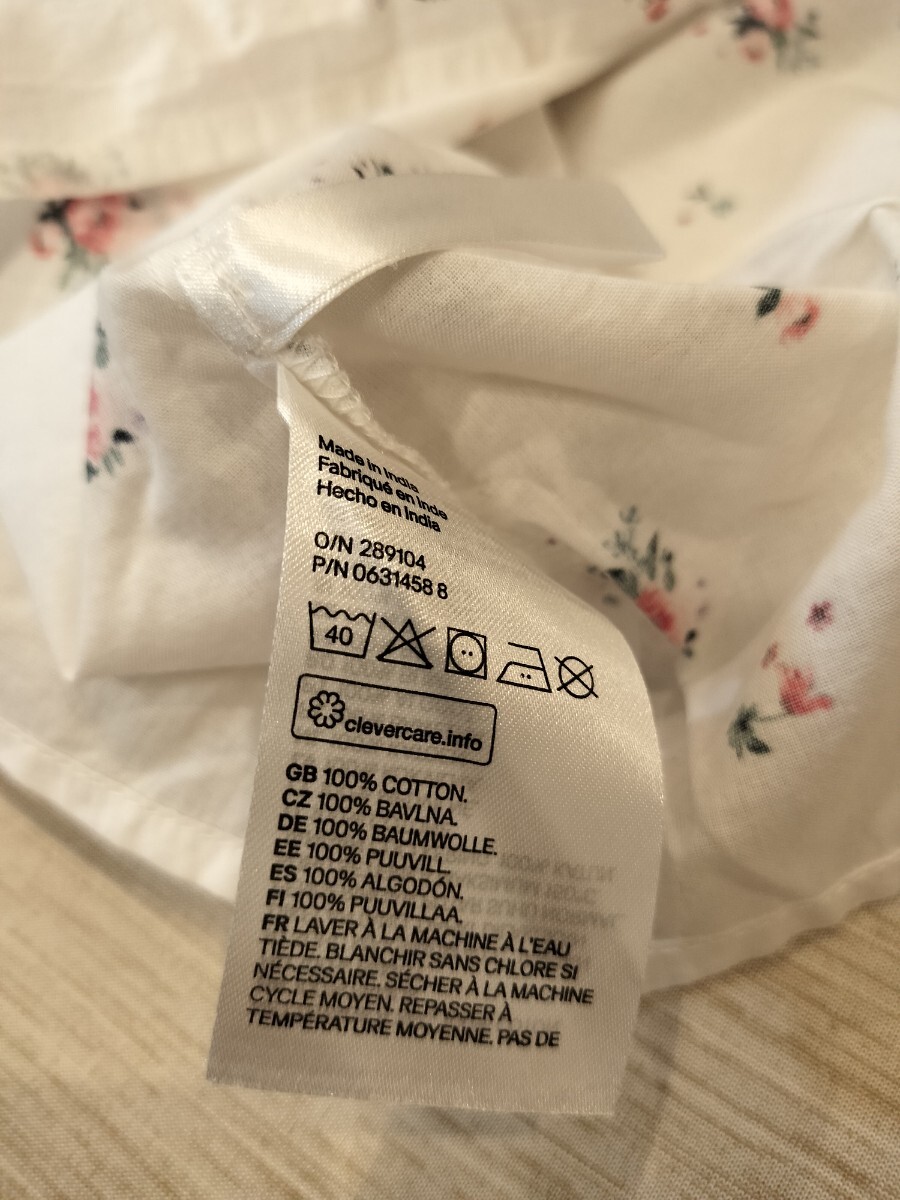 Made in India
Fabriqué en Inde
Hecho en India
O/N 289104
P/N 0631458 8
40
clevercare.info
GB 100% COTTON.
CZ 100% BAVLNA.
DE 100% BAUMWOLLE.
EE 100% PUUVILL.
ES 100% ALGODÓN.
FI 100% PUUVILLAA.
FR LAVER À LA MACHINE À L'EAU
TIÈDE. BLANCHIR SANS CHLORE SI
NÉCESSAIRE. SÉCHER À LA MACHINE
CYCLE MOYEN. REPASSER À
TEMPÉRATURE MOYENNE. PAS DE